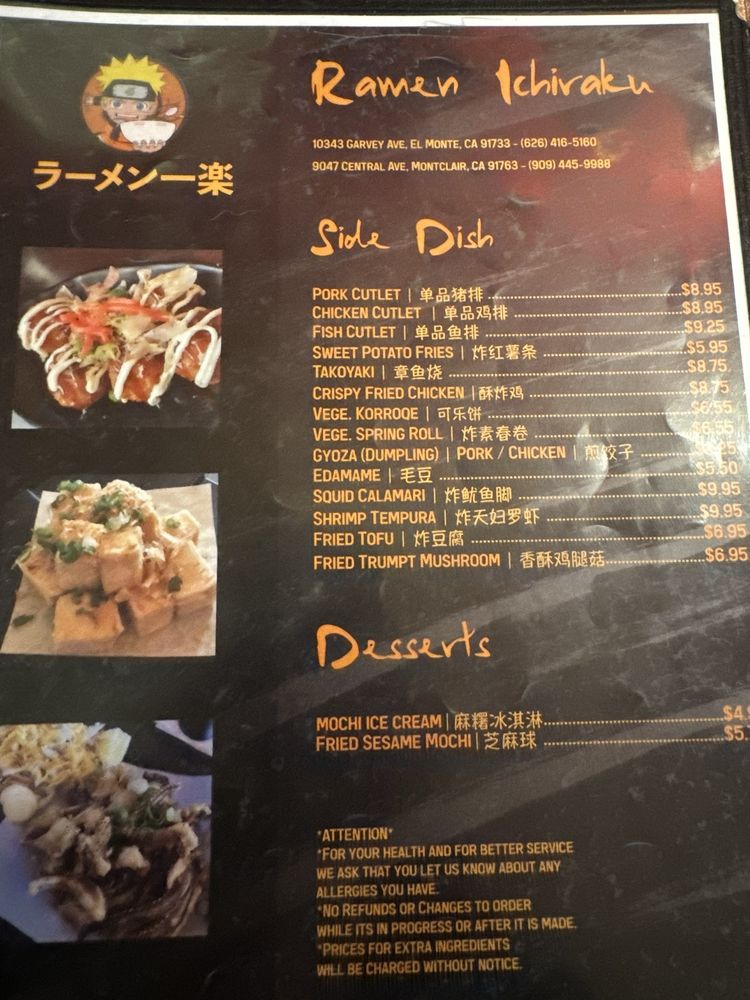 Ramen Ichiraku
ラーメン一楽
10343 GARVEY AVE, EL MONTE, CA 91733 - (626) 416-5160
9047 CENTRAL AVE, MONTCLAIR, CA 91763 - (909) 445-9988
Side Dish
PORK CUTLET | 单品猪排 $8.95
CHICKEN CUTLET | 单品鸡排 $8.95
FISH CUTLET | 单品鱼排 $9.25
SWEET POTATO FRIES | 炸红薯条 $5.95
TAKOYAKI | 章鱼烧 $8.75
CRISPY FRIED CHICKEN | 酥炸鸡 $8.75
VEGE. KORROQE | 可乐饼 $6.55
VEGE. SPRING ROLL | 炸素春卷 $6.55
GYOZA (DUMPLING) | PORK / CHICKEN | 煎饺子
EDAMAME | 毛豆 $5.50
SQUID CALAMARI | 炸鱿鱼脚 $9.95
SHRIMP TEMPURA | 炸天妇罗虾 $9.95
FRIED TOFU | 炸豆腐 $6.95
FRIED TRUMPT MUSHROOM | 香酥鸡腿菇 $6.95
Desserts
MOCHI ICE CREAM | 麻糬冰淇淋 $4.
FRIED SESAME MOCHI | 芝麻球 $5.
*ATTENTION*
*FOR YOUR HEALTH AND FOR BETTER SERVICE
WE ASK THAT YOU LET US KNOW ABOUT ANY
ALLERGIES YOU HAVE.
*NO REFUNDS OR CHANGES TO ORDER
WHILE ITS IN PROGRESS OR AFTER IT IS MADE.
*PRICES FOR EXTRA INGREDIENTS
WILL BE CHARGED WITHOUT NOTICE.